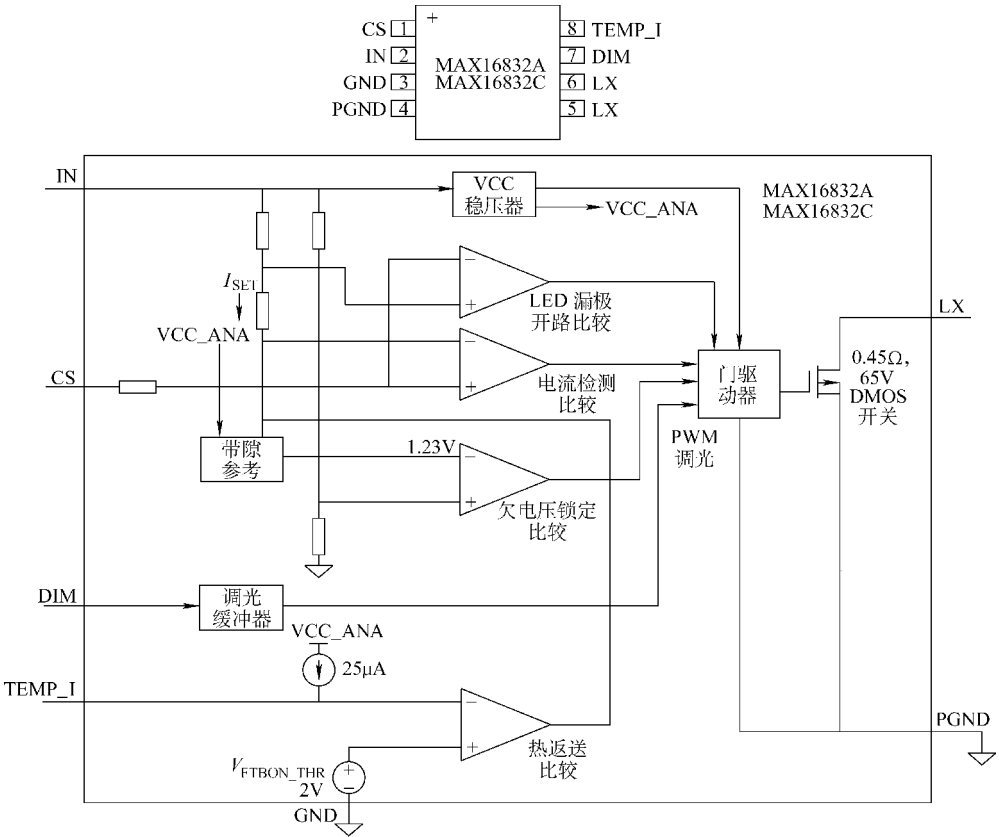 +
CS 1
8 TEMP_I
IN 2
7 DIM
MAX16832A
GND 3
MAX16832C
6 LX
PGND 4
5 LX
IN
VCC
稳压器
VCC_ANA
MAX16832A
MAX16832C
−
+
LED 漏极
开路比较
I_SET
VCC_ANA
LX
−
+
电流检测
比较
CS
门驱
动器
0.45Ω,
65V
DMOS
开关
PWM
调光
带隙
参考
1.23V
−
+
欠电压锁定
比较
DIM
调光
缓冲器
VCC_ANA
25μA
TEMP_I
−
+
热返送
比较
PGND
V_FTBON_THR
2V
+
−
GND